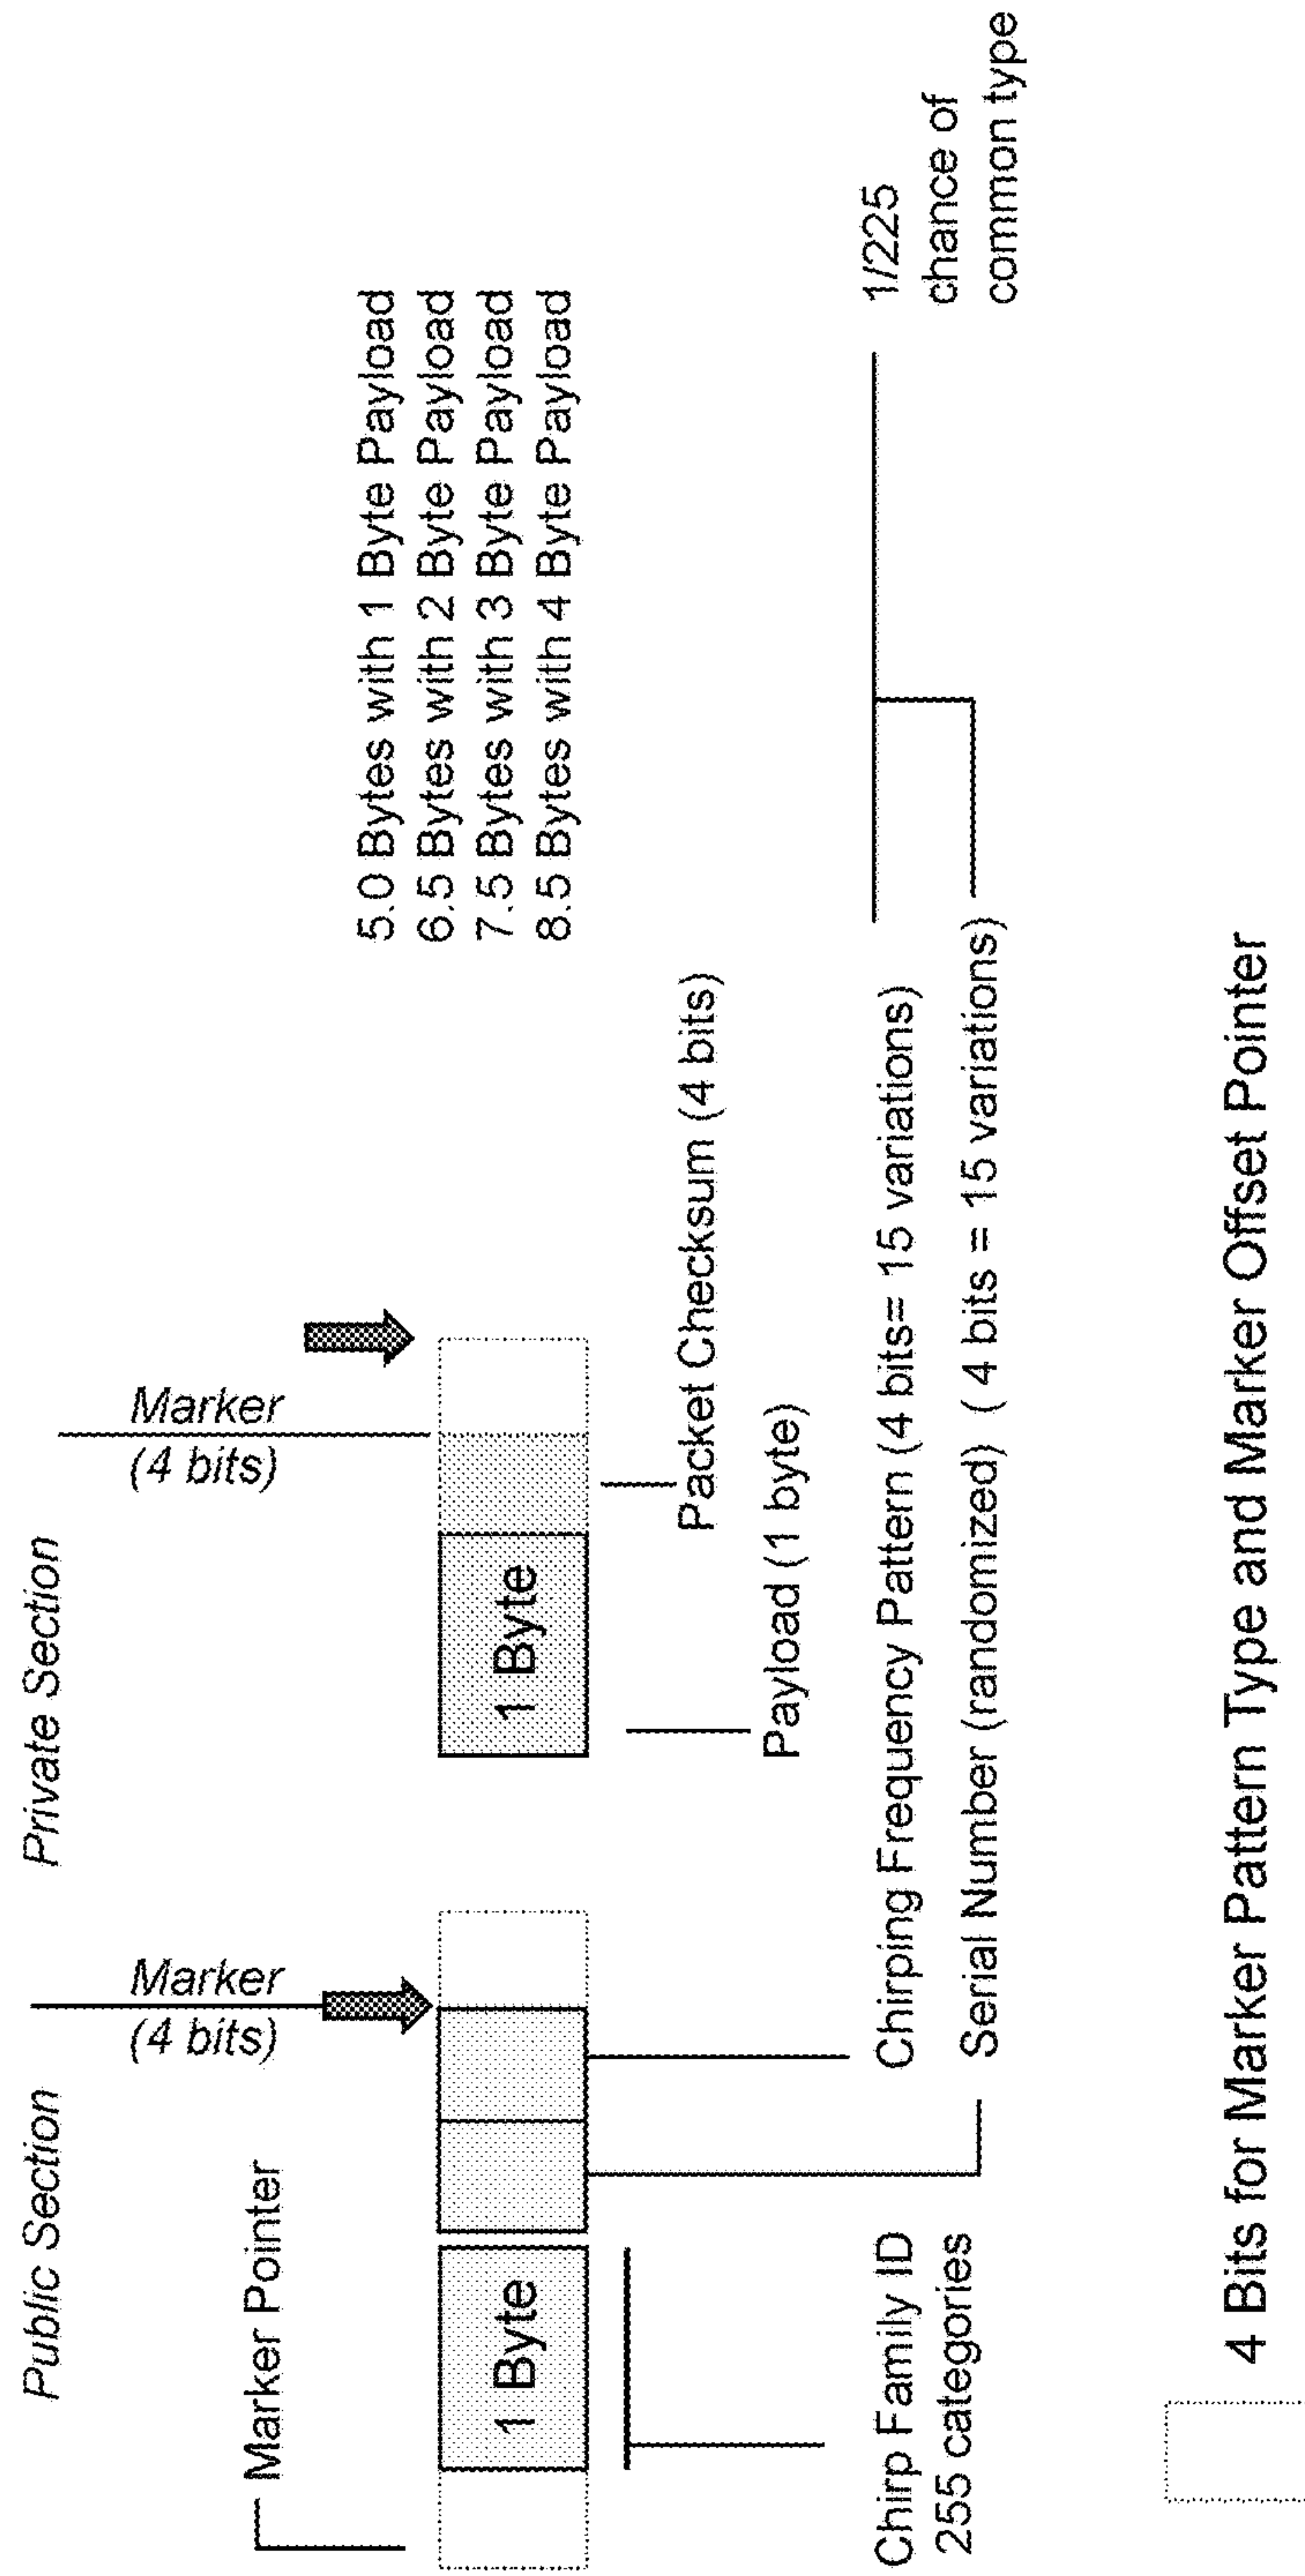 Public Section
Private Section
Marker Pointer
Marker
(4 bits)
Marker
(4 bits)
1 Byte
1 Byte
5.0 Bytes with 1 Byte Payload
6.5 Bytes with 2 Byte Payload
7.5 Bytes with 3 Byte Payload
8.5 Bytes with 4 Byte Payload
Packet Checksum (4 bits)
Payload (1 byte)
Chirp Family ID
255 categories
Chirping Frequency Pattern (4 bits= 15 variations)
Serial Number (randomized) ( 4 bits = 15 variations)
1/225
chance of
common type
4 Bits for Marker Pattern Type and Marker Offset Pointer